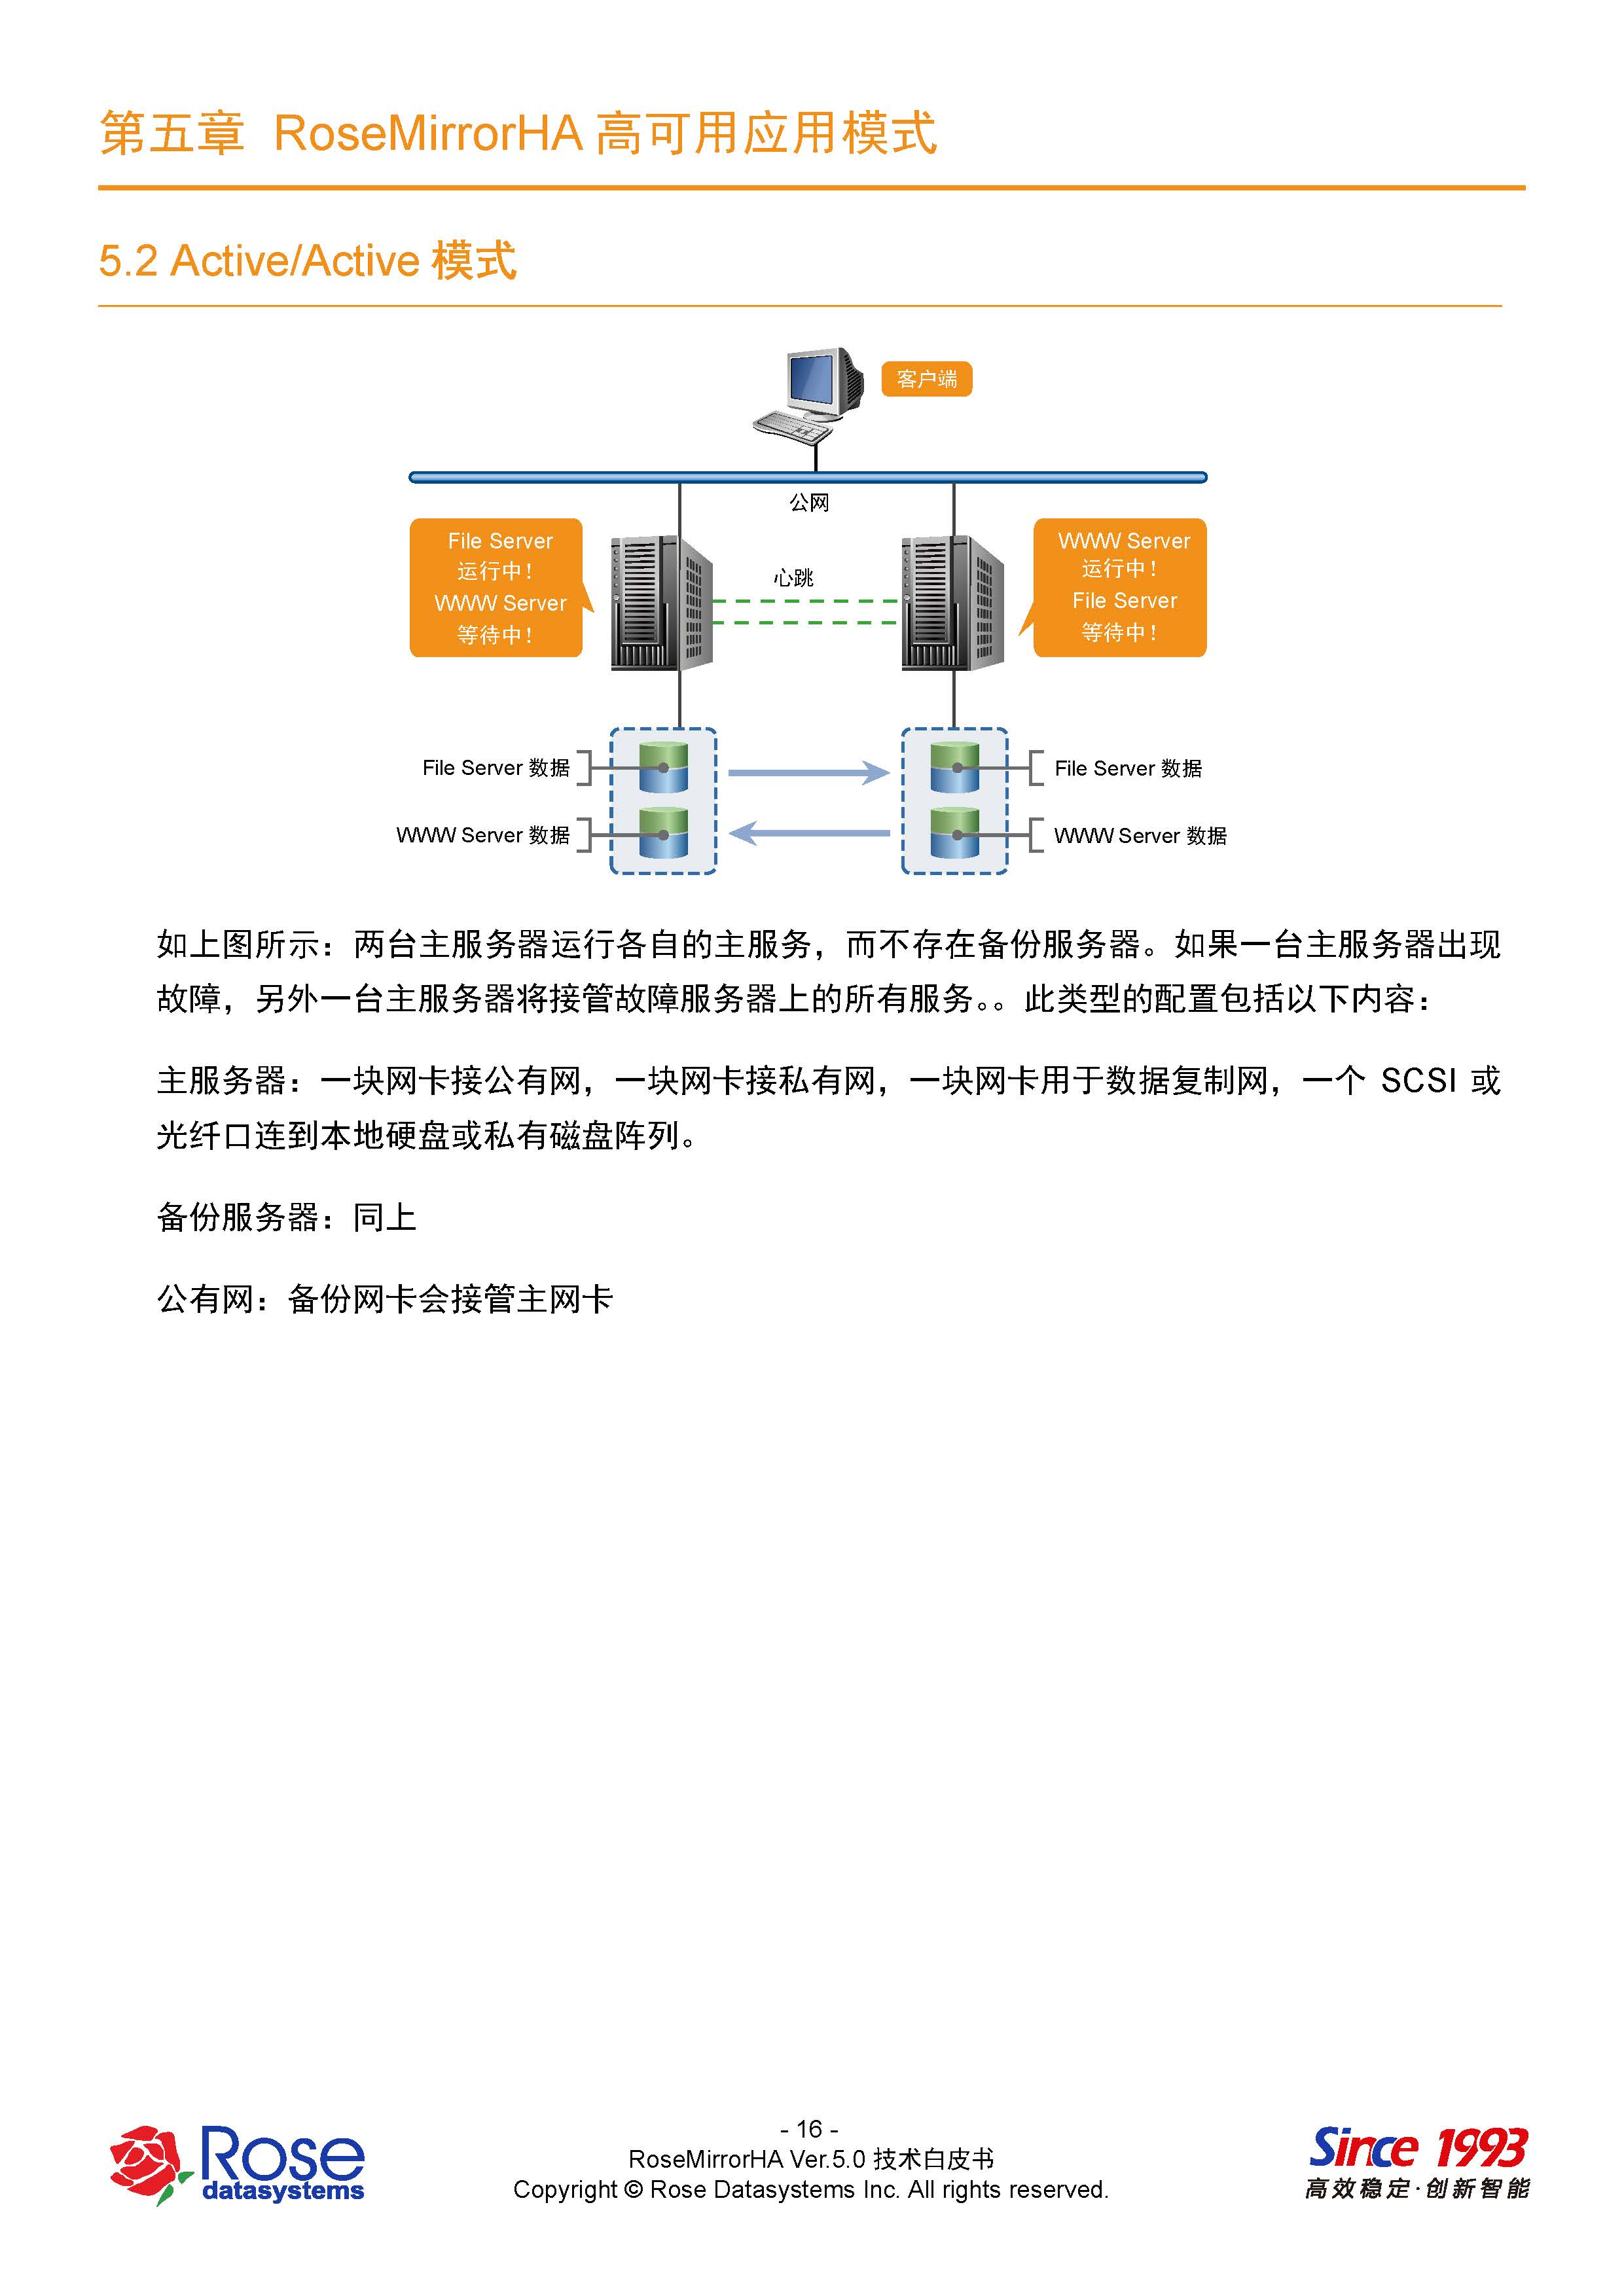 第五章 RoseMirrorHA 高可用应用模式
5.2 Active/Active 模式
客户端
公网
File Server
运行中！
WWW Server
等待中！
心跳
WWW Server
运行中！
File Server
等待中！
File Server 数据
File Server 数据
WWW Server 数据
WWW Server 数据
如上图所示：两台主服务器运行各自的主服务，而不存在备份服务器。如果一台主服务器出现
故障，另外一台主服务器将接管故障服务器上的所有服务。。此类型的配置包括以下内容：
主服务器：一块网卡接公有网，一块网卡接私有网，一块网卡用于数据复制网，一个 SCSI 或
光纤口连到本地硬盘或私有磁盘阵列。
备份服务器：同上
公有网：备份网卡会接管主网卡
Rose
datasystems
- 16 -
RoseMirrorHA Ver.5.0 技术白皮书
Copyright © Rose Datasystems Inc. All rights reserved.
Since 1993
高效稳定·创新智能